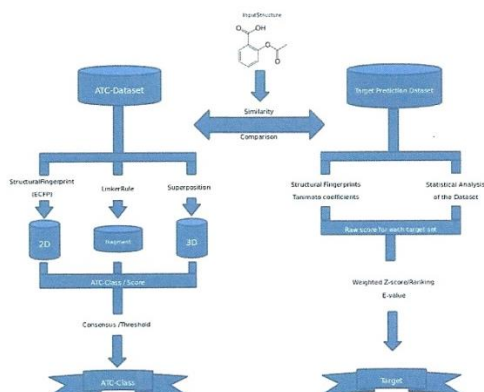 InputStructure
OH
O
O
O
ATC-Dataset
Target Prediction Dataset
Similarity
Comparison
StructuralFingerprint
(ECFP)
LinkerRule
Superposition
Structural Fingerprints
Tanimoto coefficients
Statistical Analysis
of the Dataset
2D
Fragment
3D
Raw score for each target set
ATC-Class / Score
Weighted Z-score/Ranking
E-value
Consensus /Threshold
ATC-Class
Target